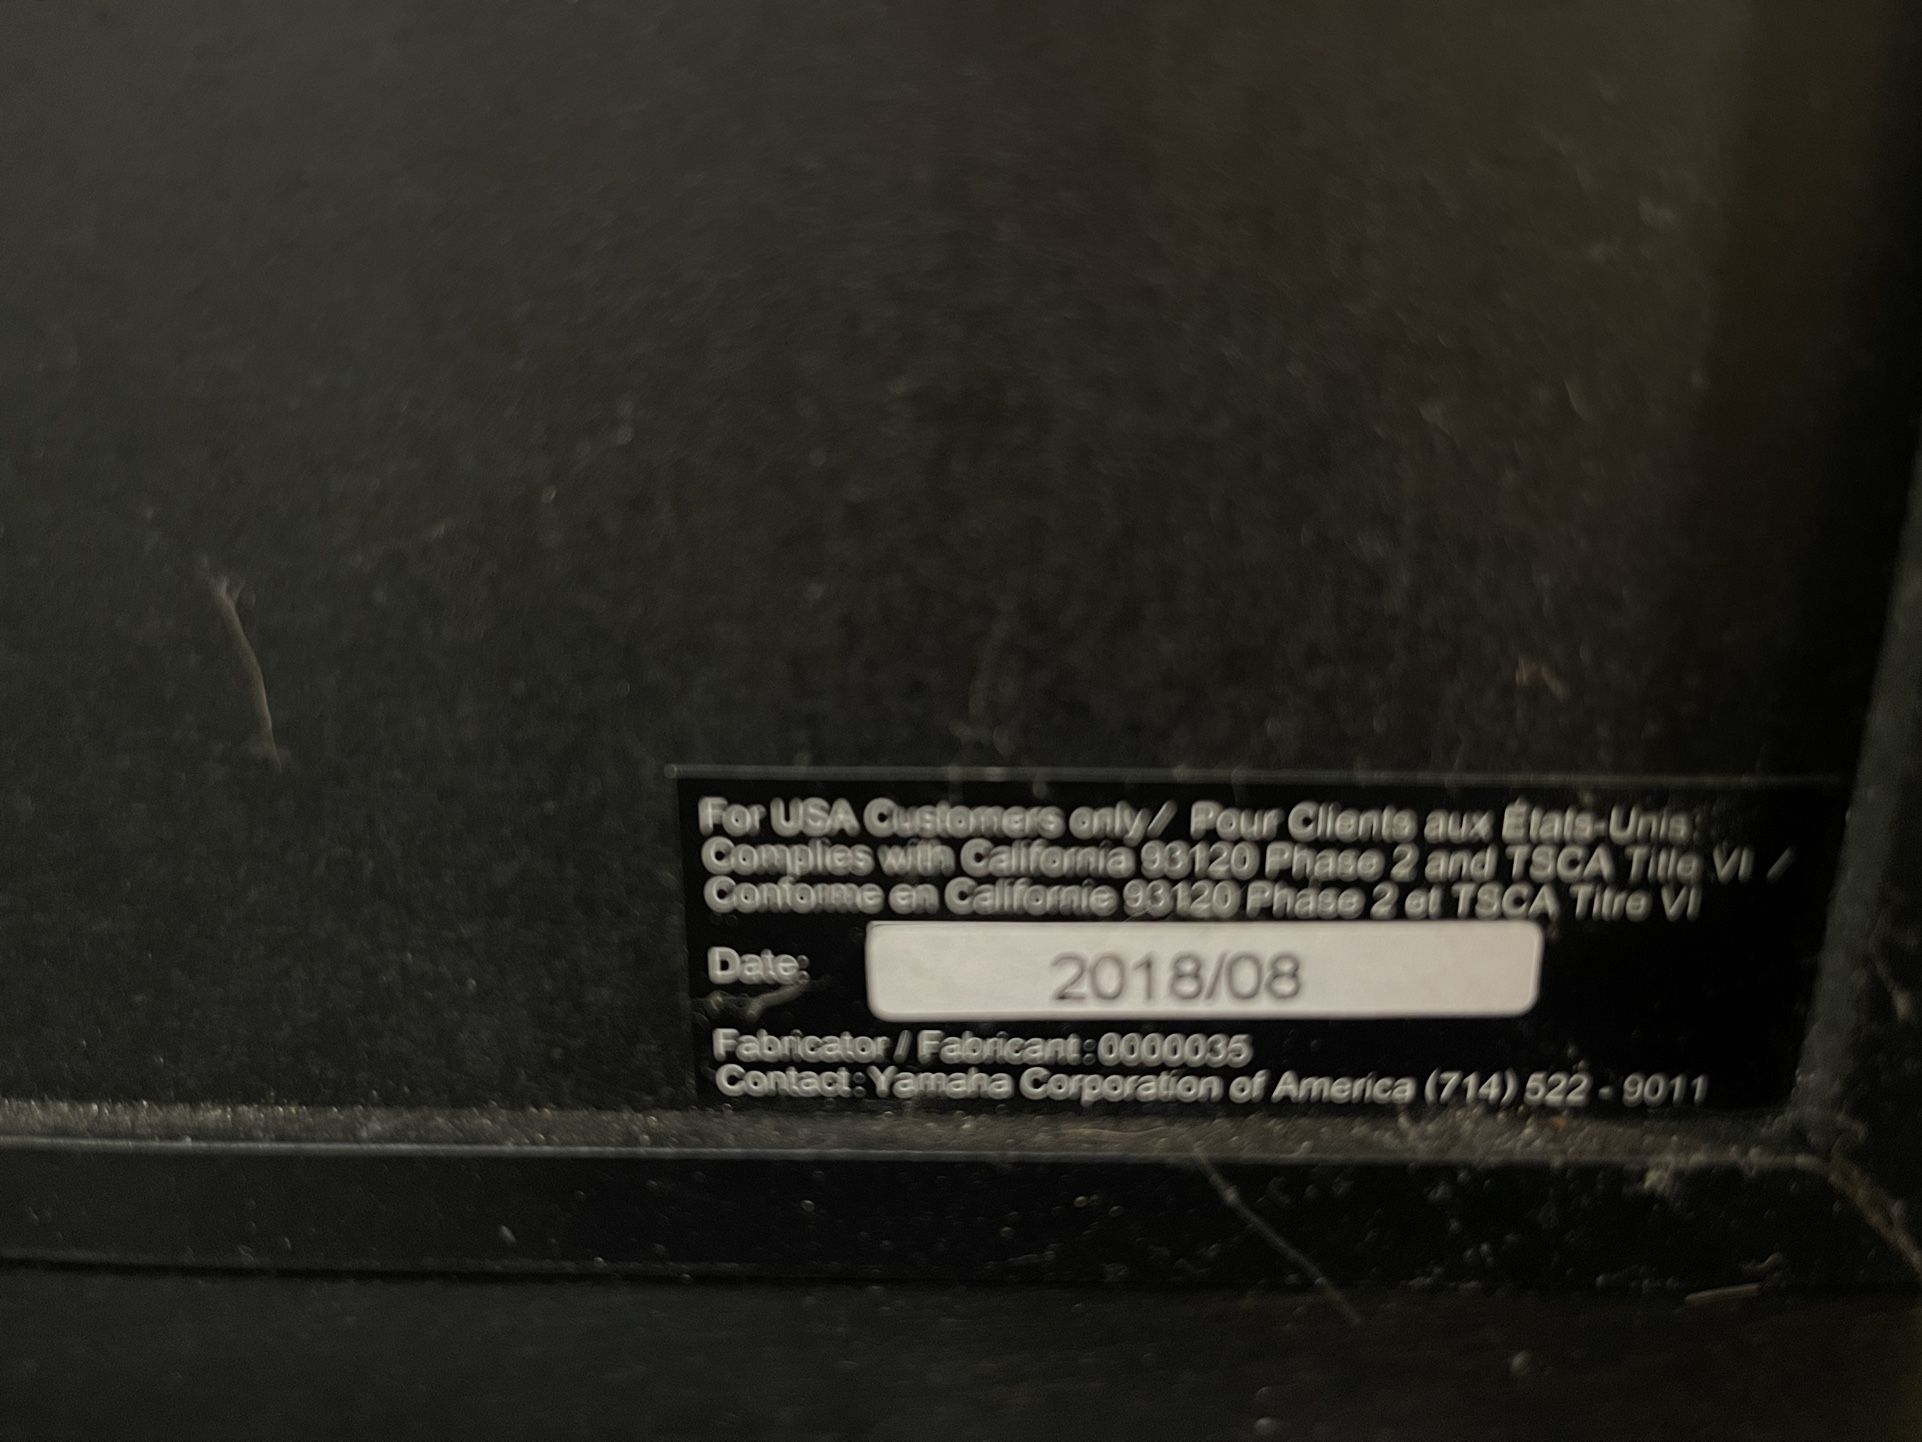 For USA Customers only/ Pour Clients aux États-Unis:
Complies with California 93120 Phase 2 and TSCA Title VI /
Conforme en Californie 93120 Phase 2 et TSCA Titre VI
Date: 2018/08
Fabricator / Fabricant:0000035
Contact: Yamaha Corporation of America (714) 522 - 9011